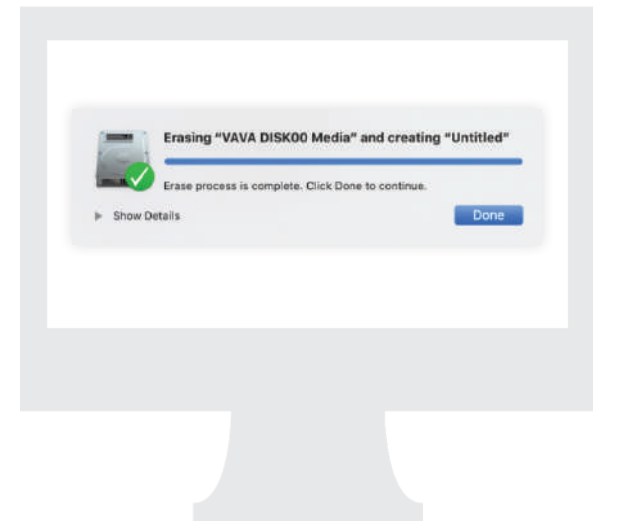 Erasing “VAVA DISK00 Media” and creating “Untitled”
Erase process is complete. Click Done to continue.
Show Details
Done